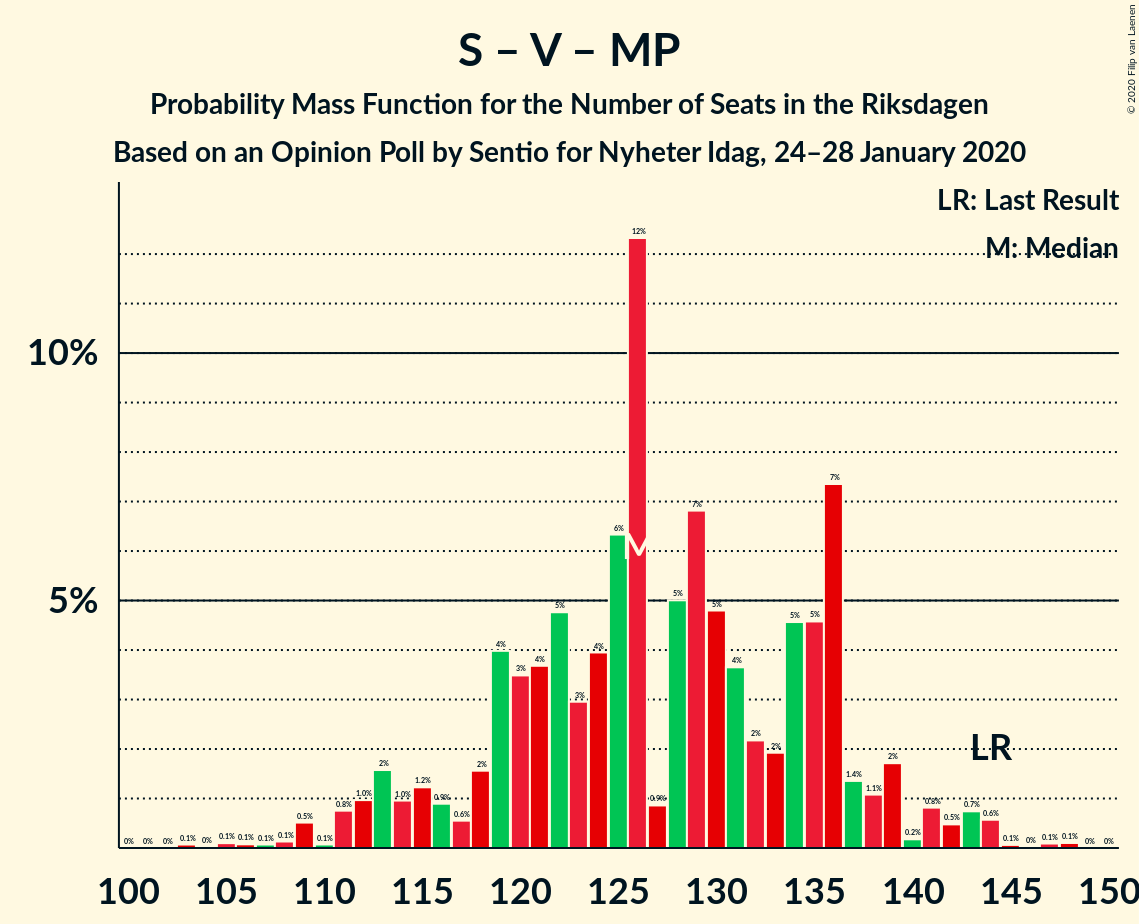 S – V – MP
Probability Mass Function for the Number of Seats in the Riksdagen
Based on an Opinion Poll by Sentio for Nyheter Idag, 24–28 January 2020
© 2020 Filip van Laenen
LR: Last Result
M: Median
10%
5%
0% 0% 0% 0.1% 0% 0.1% 0.1% 0.1% 0.1% 0.5% 0.1% 0.8% 1.0% 2% 1.0% 1.2% 0.9% 0.6% 2% 4% 3% 4% 5% 3% 4% 6% 12% 0.9% 5% 7% 5% 4% 2% 2% 5% 5% 7% 1.4% 1.1% 2% 0.2% 0.8% 0.5% 0.7% 0.6% 0.1% 0% 0.1% 0.1% 0% 0%
M
LR
100 105 110 115 120 125 130 135 140 145 150